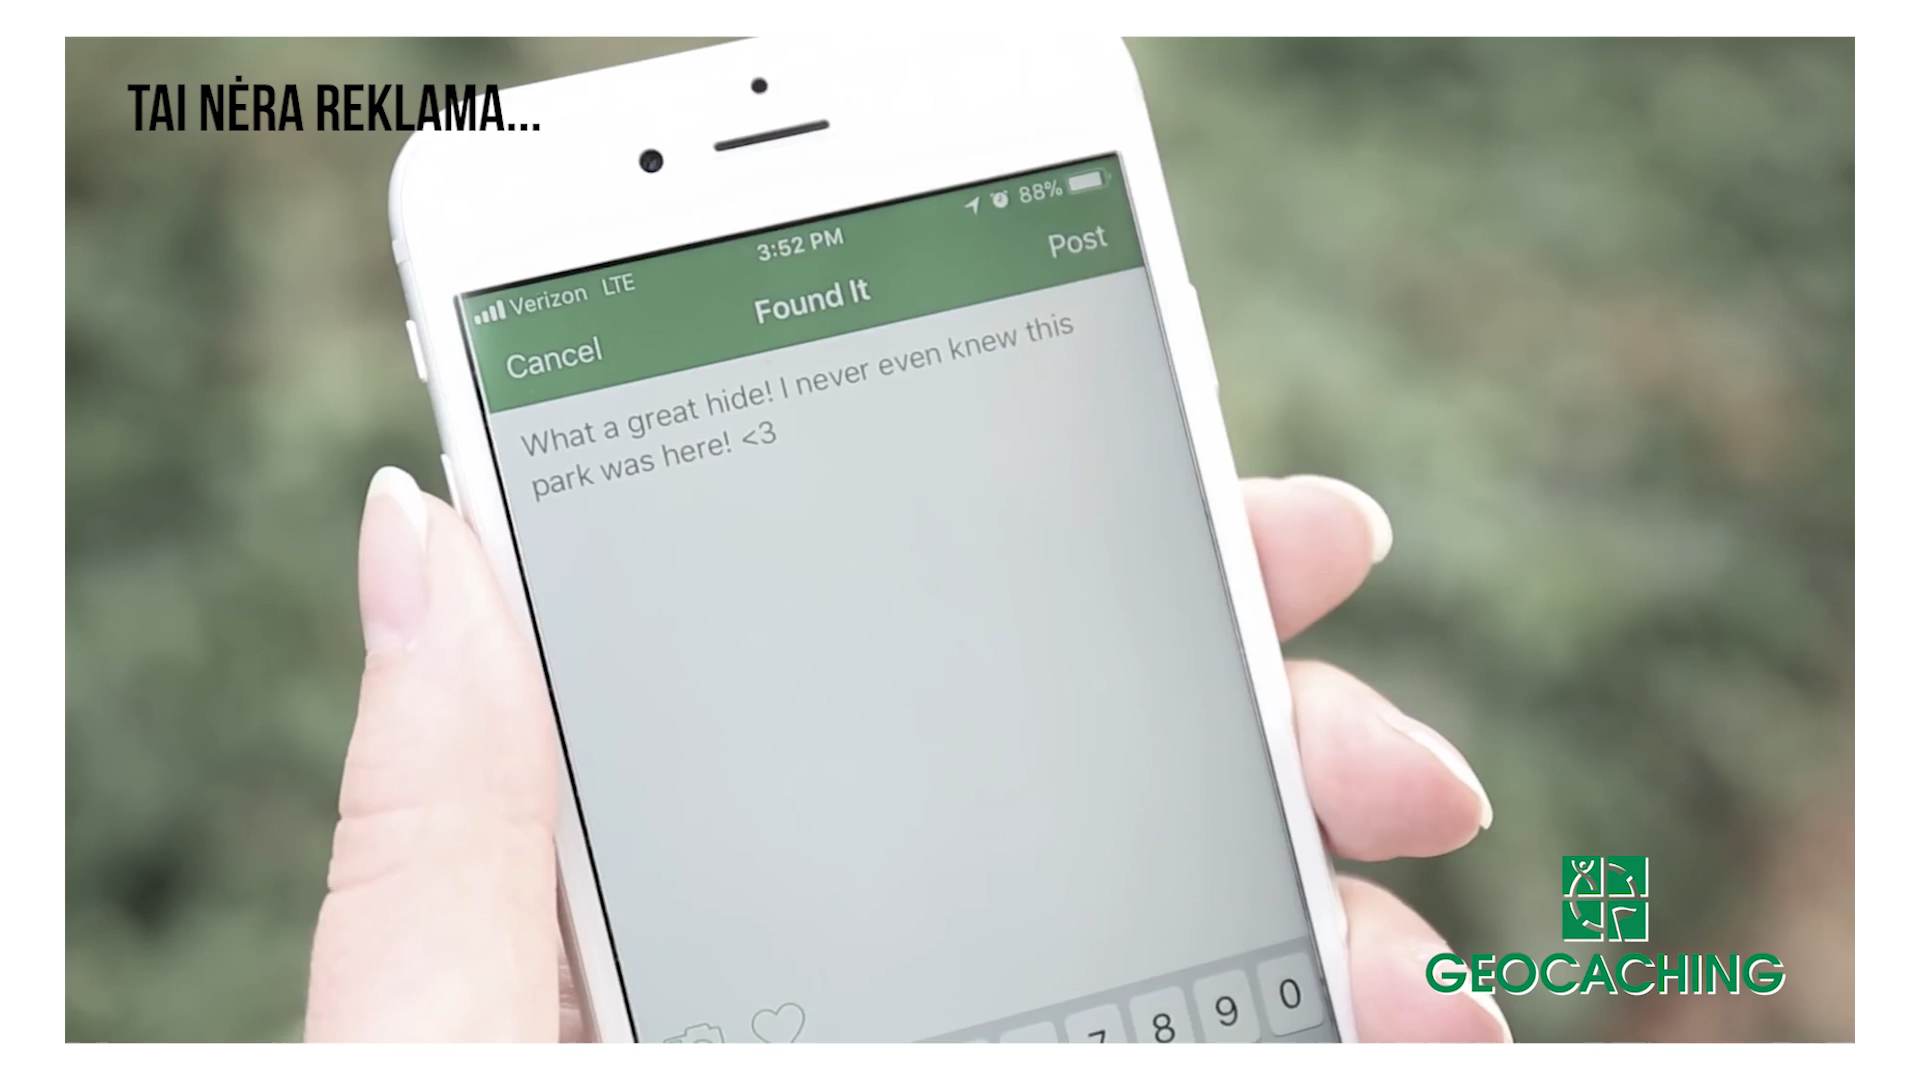 TAI NĖRA REKLAMA...
88%
3:52 PM
Verizon LTE
Post
Found It
Cancel
What a great hide! I never even knew this
park was here! <3
7 8 9 0
GEOCACHING